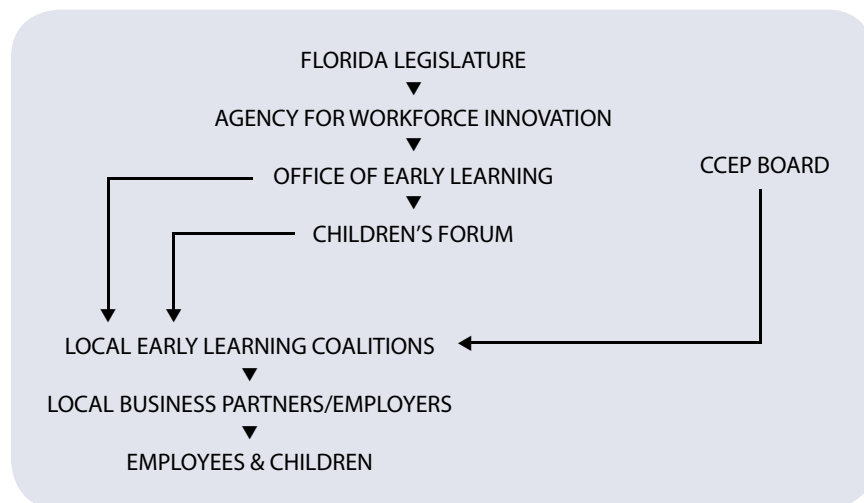 FLORIDA LEGISLATURE
AGENCY FOR WORKFORCE INNOVATION
OFFICE OF EARLY LEARNING
CCEP BOARD
CHILDREN’S FORUM
LOCAL EARLY LEARNING COALITIONS
LOCAL BUSINESS PARTNERS/EMPLOYERS
EMPLOYEES & CHILDREN